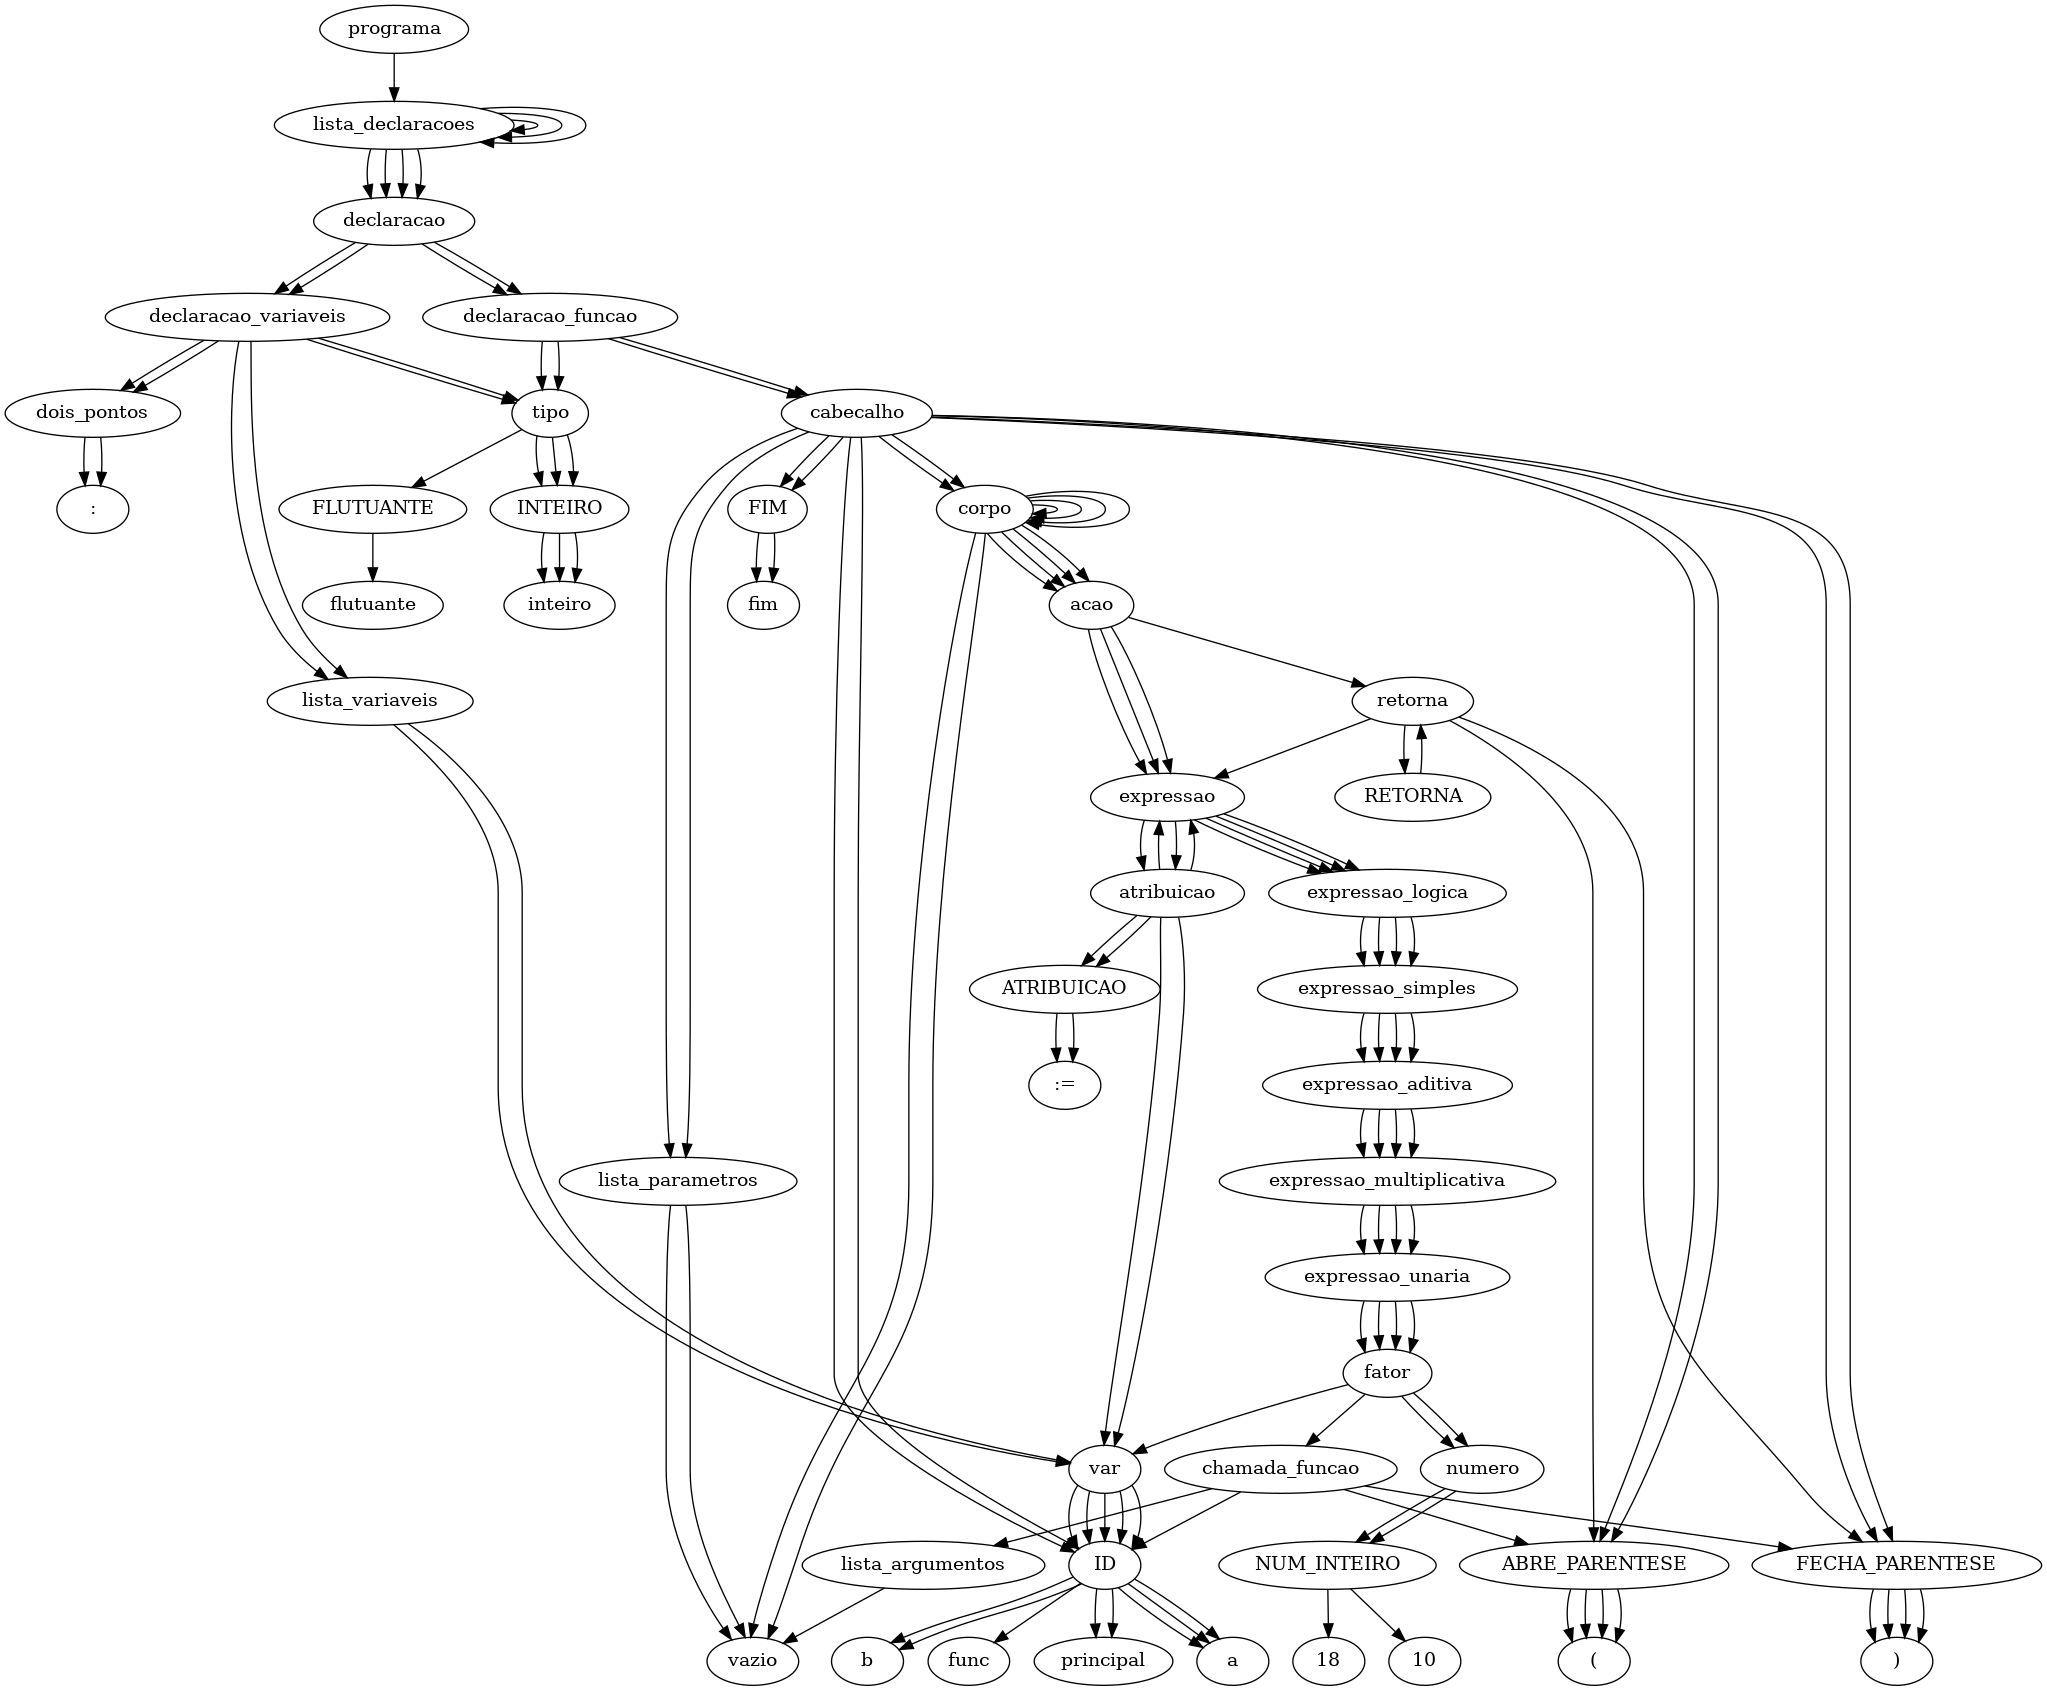 programa
lista_declaracoes
declaracao
declaracao_variaveis
declaracao_funcao
dois_pontos
tipo
cabecalho
:
FLUTUANTE
INTEIRO
FIM
corpo
flutuante
inteiro
fim
acao
lista_variaveis
retorna
expressao
RETORNA
atribuicao
expressao_logica
ATRIBUICAO
expressao_simples
:=
expressao_aditiva
lista_parametros
expressao_multiplicativa
expressao_unaria
fator
var
chamada_funcao
numero
lista_argumentos
ID
NUM_INTEIRO
ABRE_PARENTESE
FECHA_PARENTESE
vazio
b
func
principal
a
18
10
(
)